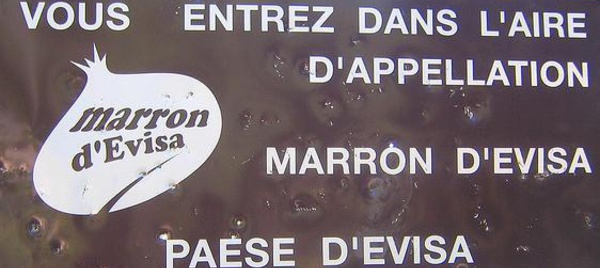 VOUS ENTREZ DANS L'AIRE
D'APPELLATION
marron
d'Evisa
MARRON D'EVISA
PAESE D'EVISA